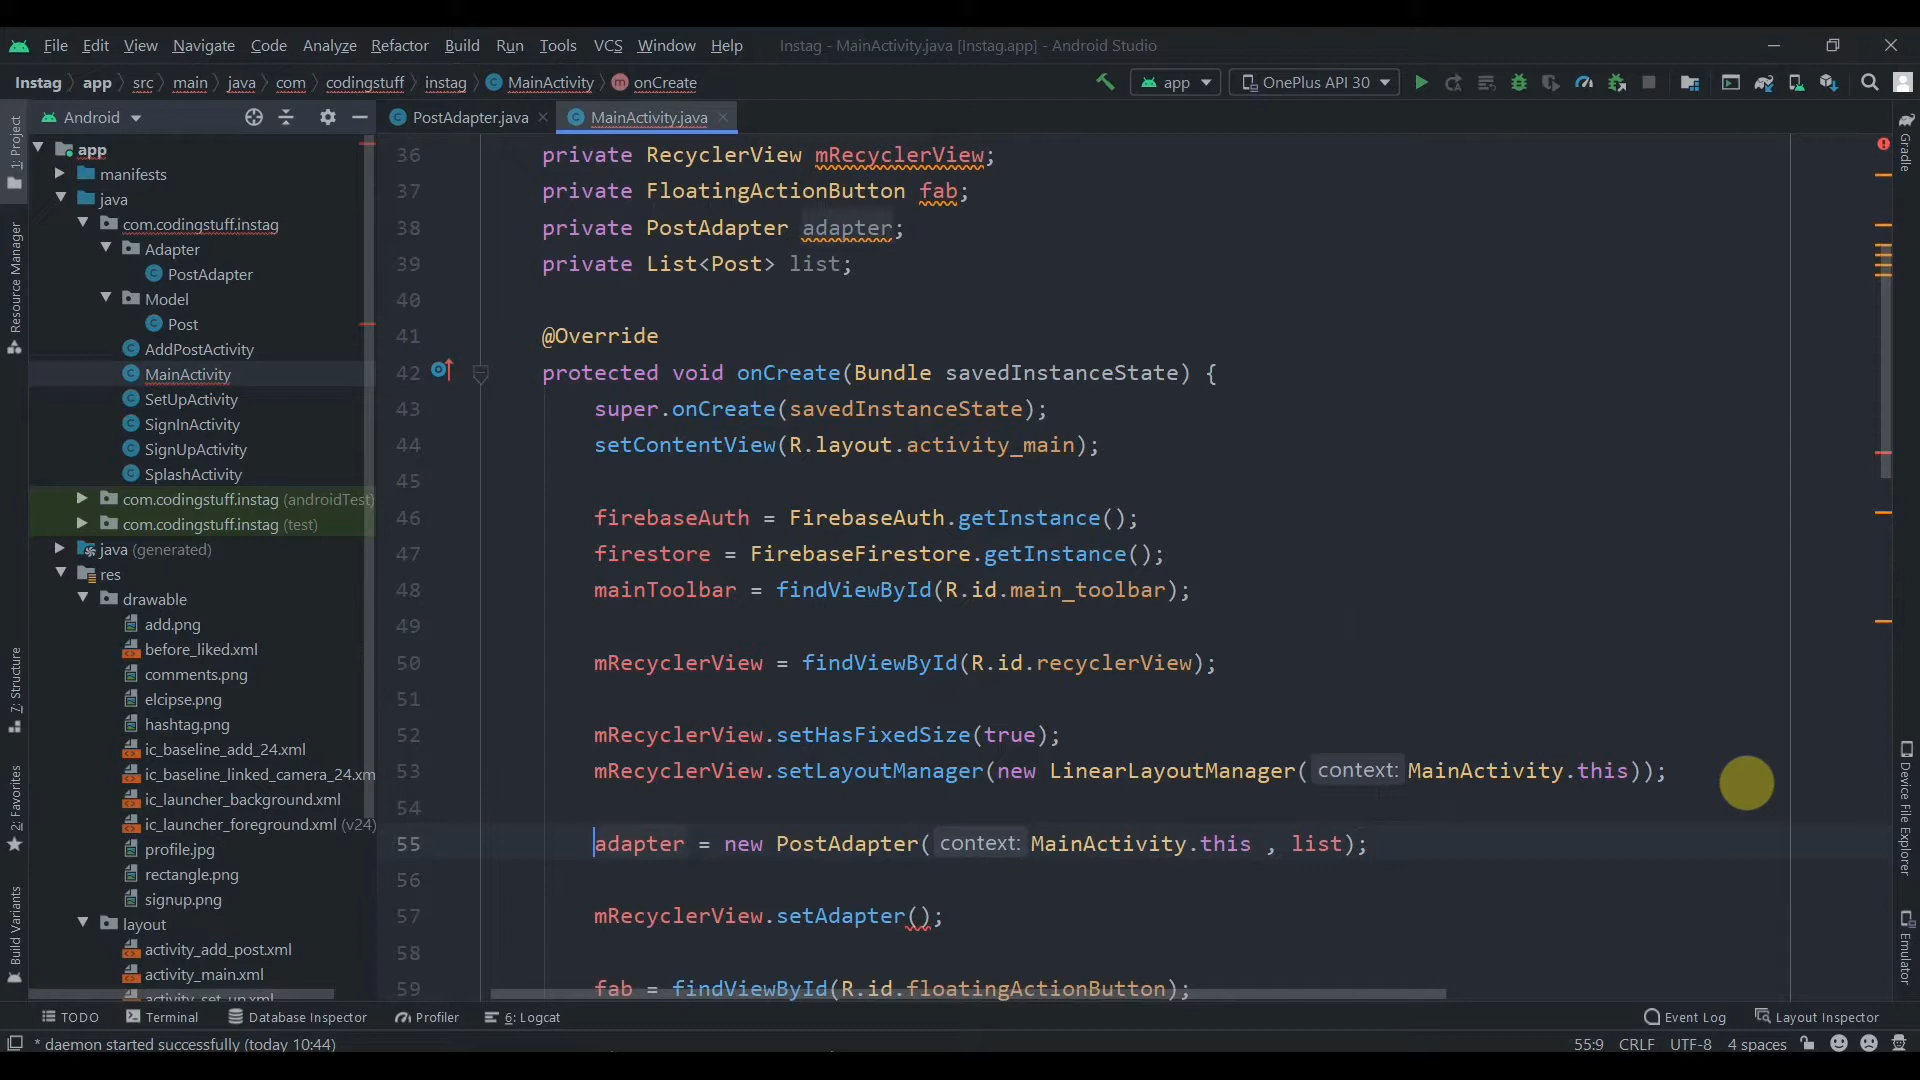 File Edit View Navigate Code Analyze Refactor Build Run Tools VCS Window Help Instag - MainActivity.java [Instag.app] - Android Studio
Instag app src main java com codingstuff instag MainActivity onCreate app OnePlus API 30
Android PostAdapter.java MainActivity.java
1: Project
Resource Manager
7: Structure
2: Favorites
Build Variants
app
manifests
java
com.codingstuff.instag
Adapter
PostAdapter
Model
Post
AddPostActivity
MainActivity
SetUpActivity
SignInActivity
SignUpActivity
SplashActivity
com.codingstuff.instag (androidTest)
com.codingstuff.instag (test)
java (generated)
res
drawable
add.png
before_liked.xml
comments.png
elcipse.png
hashtag.png
ic_baseline_add_24.xml
ic_baseline_linked_camera_24.xm
ic_launcher_background.xml
ic_launcher_foreground.xml (v24)
profile.jpg
rectangle.png
signup.png
layout
activity_add_post.xml
activity_main.xml
activity_set_up.xml
36 private RecyclerView mRecyclerView;
37 private FloatingActionButton fab;
38 private PostAdapter adapter;
39 private List<Post> list;
40
41 @Override
42 protected void onCreate(Bundle savedInstanceState) {
43 super.onCreate(savedInstanceState);
44 setContentView(R.layout.activity_main);
45
46 firebaseAuth = FirebaseAuth.getInstance();
47 firestore = FirebaseFirestore.getInstance();
48 mainToolbar = findViewById(R.id.main_toolbar);
49
50 mRecyclerView = findViewById(R.id.recyclerView);
51
52 mRecyclerView.setHasFixedSize(true);
53 mRecyclerView.setLayoutManager(new LinearLayoutManager( context: MainActivity.this));
54
55 adapter = new PostAdapter( context: MainActivity.this , list);
56
57 mRecyclerView.setAdapter();
58
59 fab = findViewById(R.id.floatingActionButton);
Gradle
Device File Explorer
Emulator
TODO Terminal Database Inspector Profiler 6: Logcat Event Log Layout Inspector
* daemon started successfully (today 10:44) 55:9 CRLF UTF-8 4 spaces